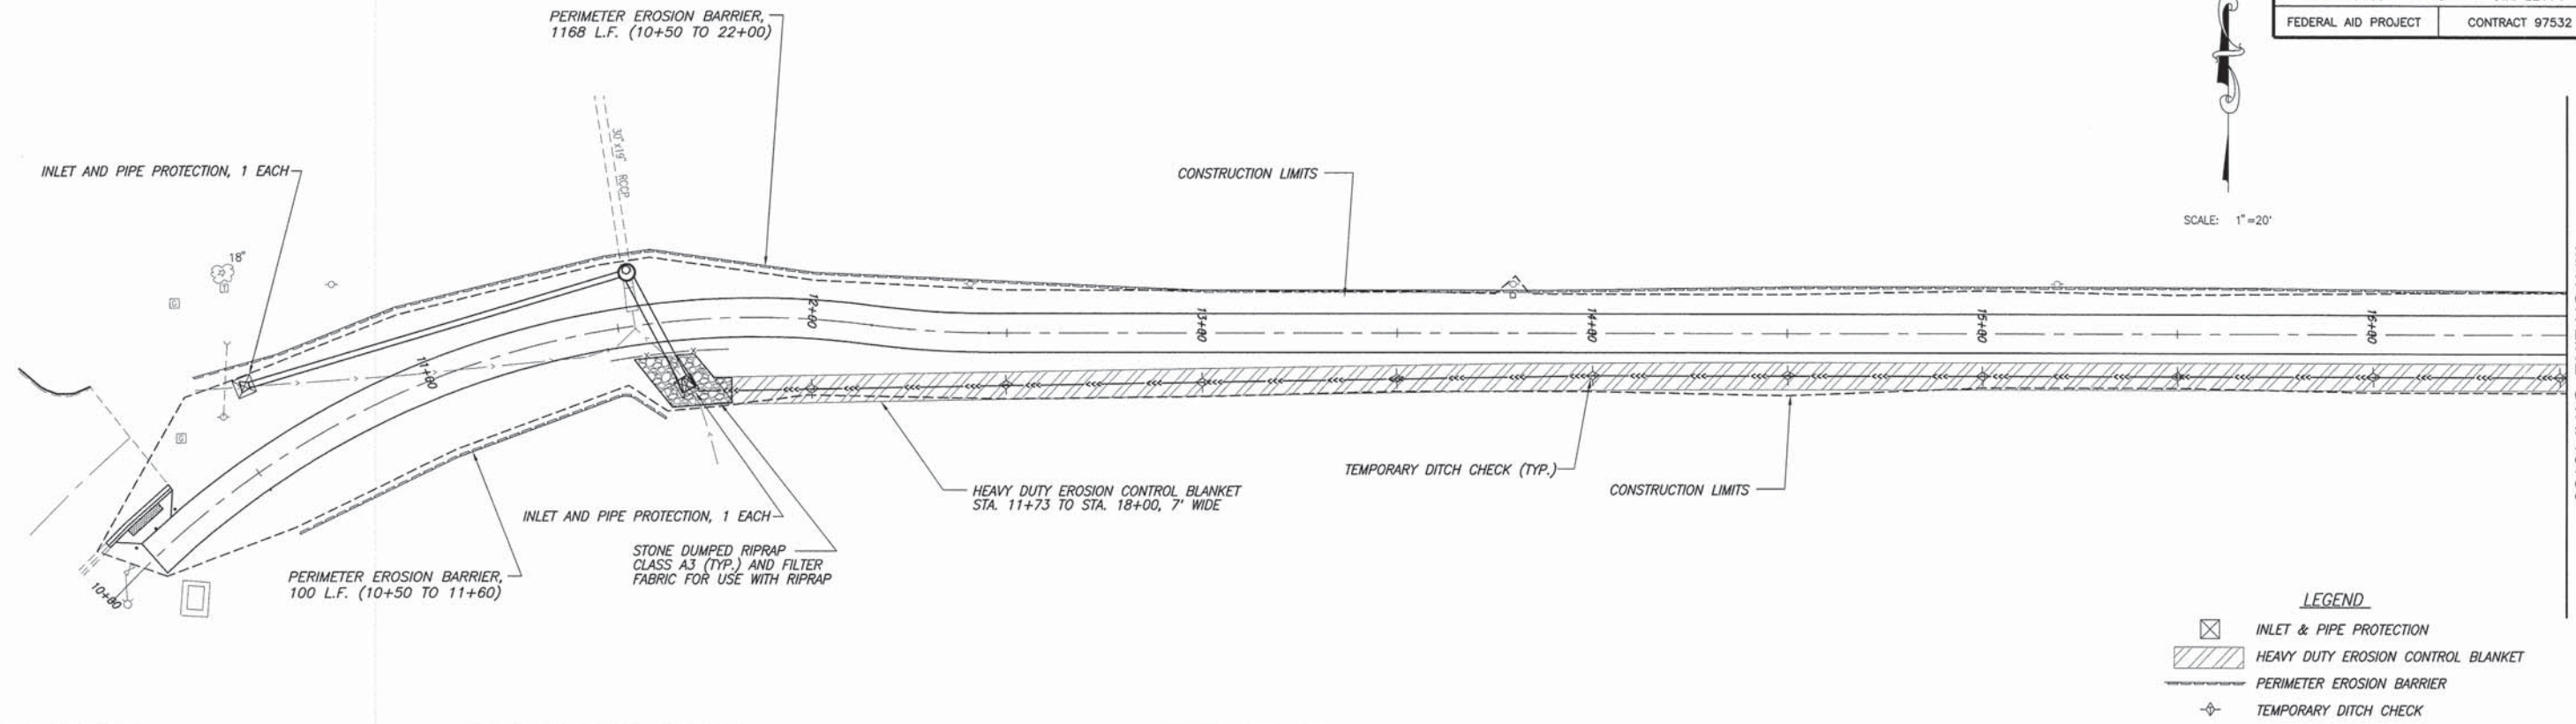 PERIMETER EROSION BARRIER,
1168 L.F. (10+50 TO 22+00)
FEDERAL AID PROJECT
CONTRACT 97532
30"x19" RCCP
INLET AND PIPE PROTECTION, 1 EACH
CONSTRUCTION LIMITS
SCALE: 1"=20'
18"
T
G
G
10+00
11+00
12+00
13+00
14+00
15+00
16+00
HEAVY DUTY EROSION CONTROL BLANKET
STA. 11+73 TO STA. 18+00, 7' WIDE
TEMPORARY DITCH CHECK (TYP.)
CONSTRUCTION LIMITS
INLET AND PIPE PROTECTION, 1 EACH
STONE DUMPED RIPRAP
CLASS A3 (TYP.) AND FILTER
FABRIC FOR USE WITH RIPRAP
PERIMETER EROSION BARRIER,
100 L.F. (10+50 TO 11+60)
LEGEND
INLET & PIPE PROTECTION
HEAVY DUTY EROSION CONTROL BLANKET
PERIMETER EROSION BARRIER
TEMPORARY DITCH CHECK